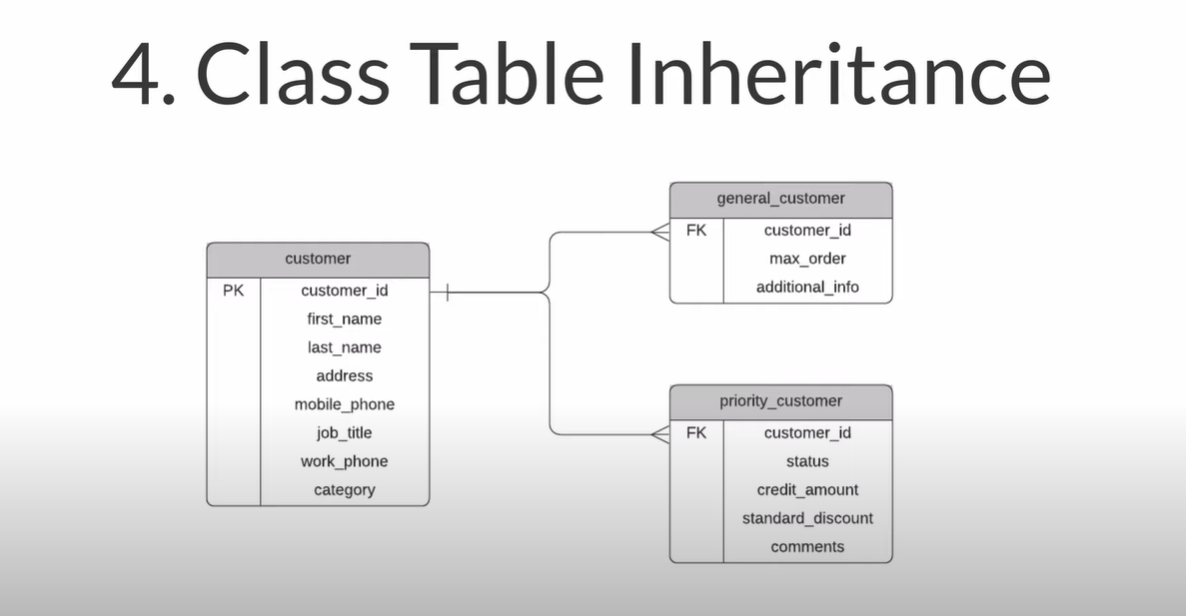 4. Class Table Inheritance
customer
PK customer_id
first_name
last_name
address
mobile_phone
job_title
work_phone
category
general_customer
FK customer_id
max_order
additional_info
priority_customer
FK customer_id
status
credit_amount
standard_discount
comments